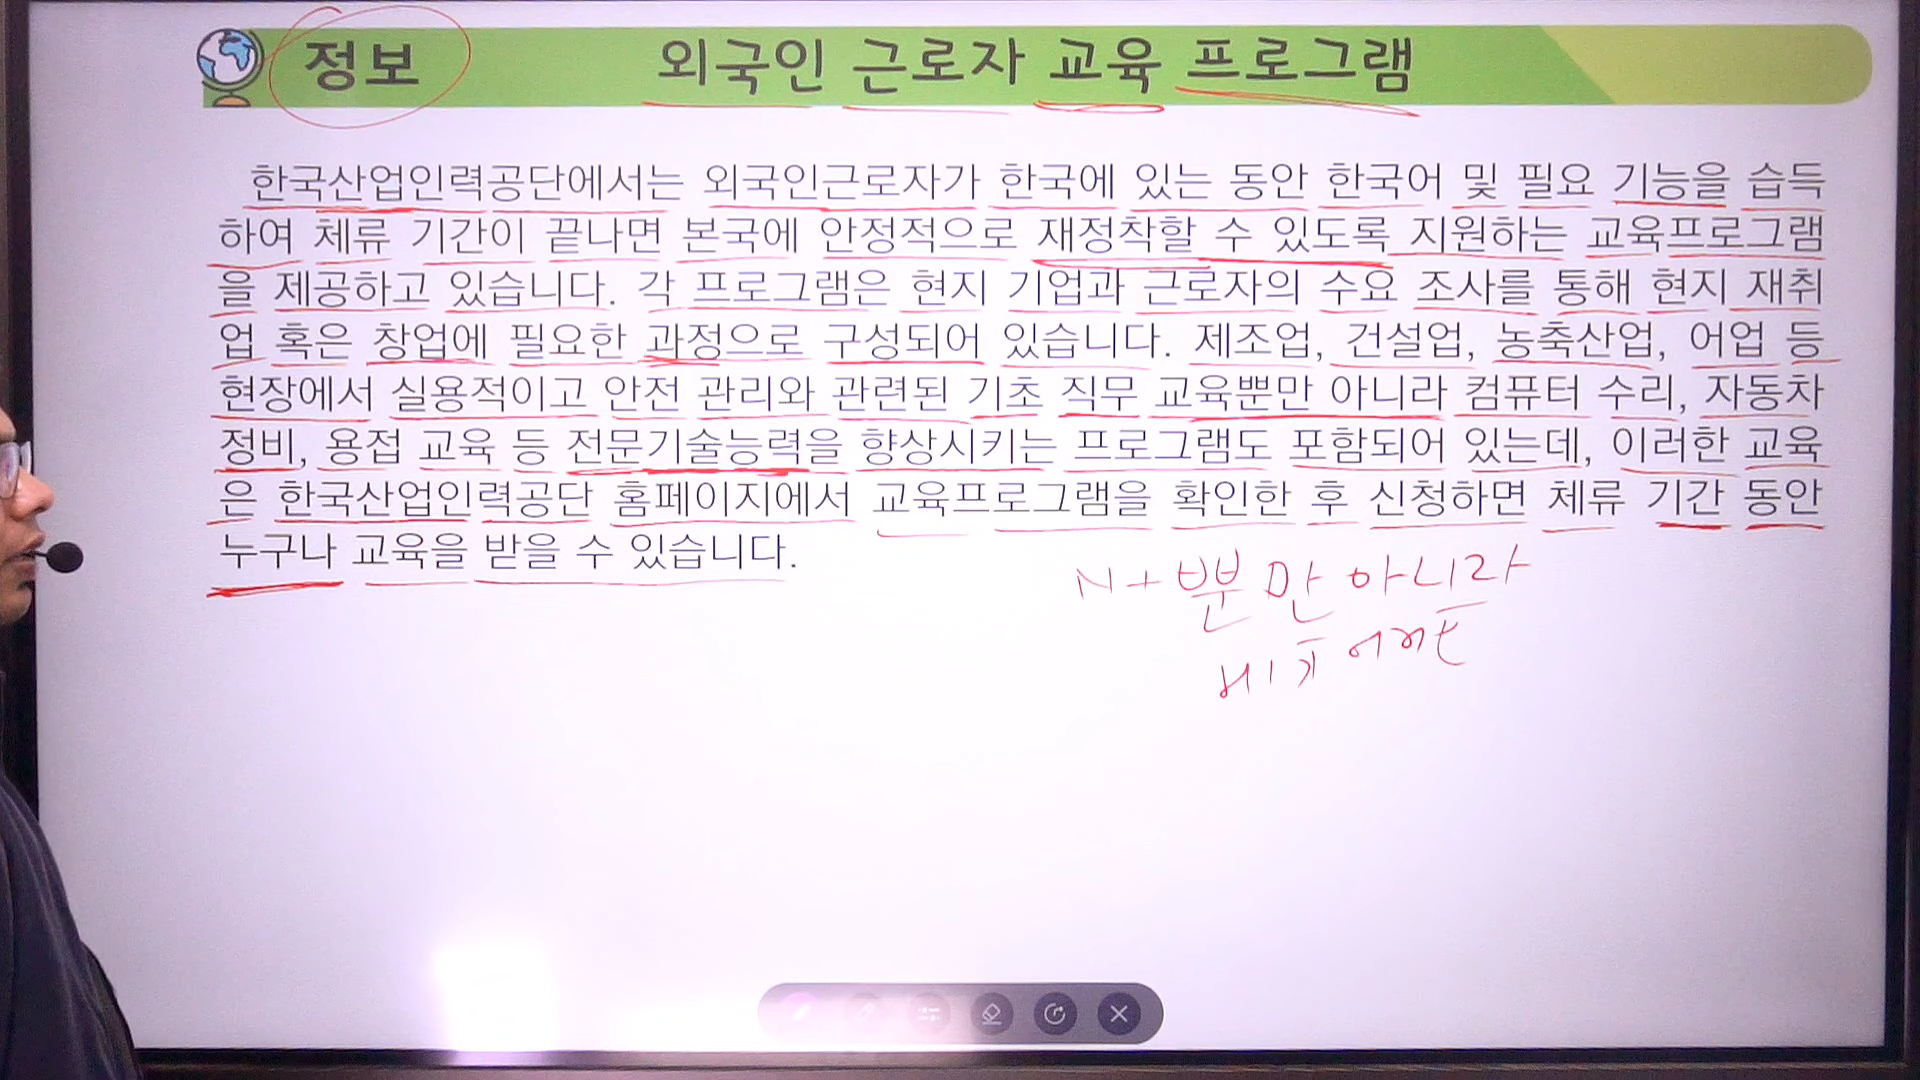 정보 외국인 근로자 교육 프로그램
한국산업인력공단에서는 외국인근로자가 한국에 있는 동안 한국어 및 필요 기능을 습득
하여 체류 기간이 끝나면 본국에 안정적으로 재정착할 수 있도록 지원하는 교육프로그램
을 제공하고 있습니다. 각 프로그램은 현지 기업과 근로자의 수요 조사를 통해 현지 재취
업 혹은 창업에 필요한 과정으로 구성되어 있습니다. 제조업, 건설업, 농축산업, 어업 등
현장에서 실용적이고 안전 관리와 관련된 기초 직무 교육뿐만 아니라 컴퓨터 수리, 자동차
정비, 용접 교육 등 전문기술능력을 향상시키는 프로그램도 포함되어 있는데, 이러한 교육
은 한국산업인력공단 홈페이지에서 교육프로그램을 확인한 후 신청하면 체류 기간 동안
누구나 교육을 받을 수 있습니다.
N+뿐만 아니라